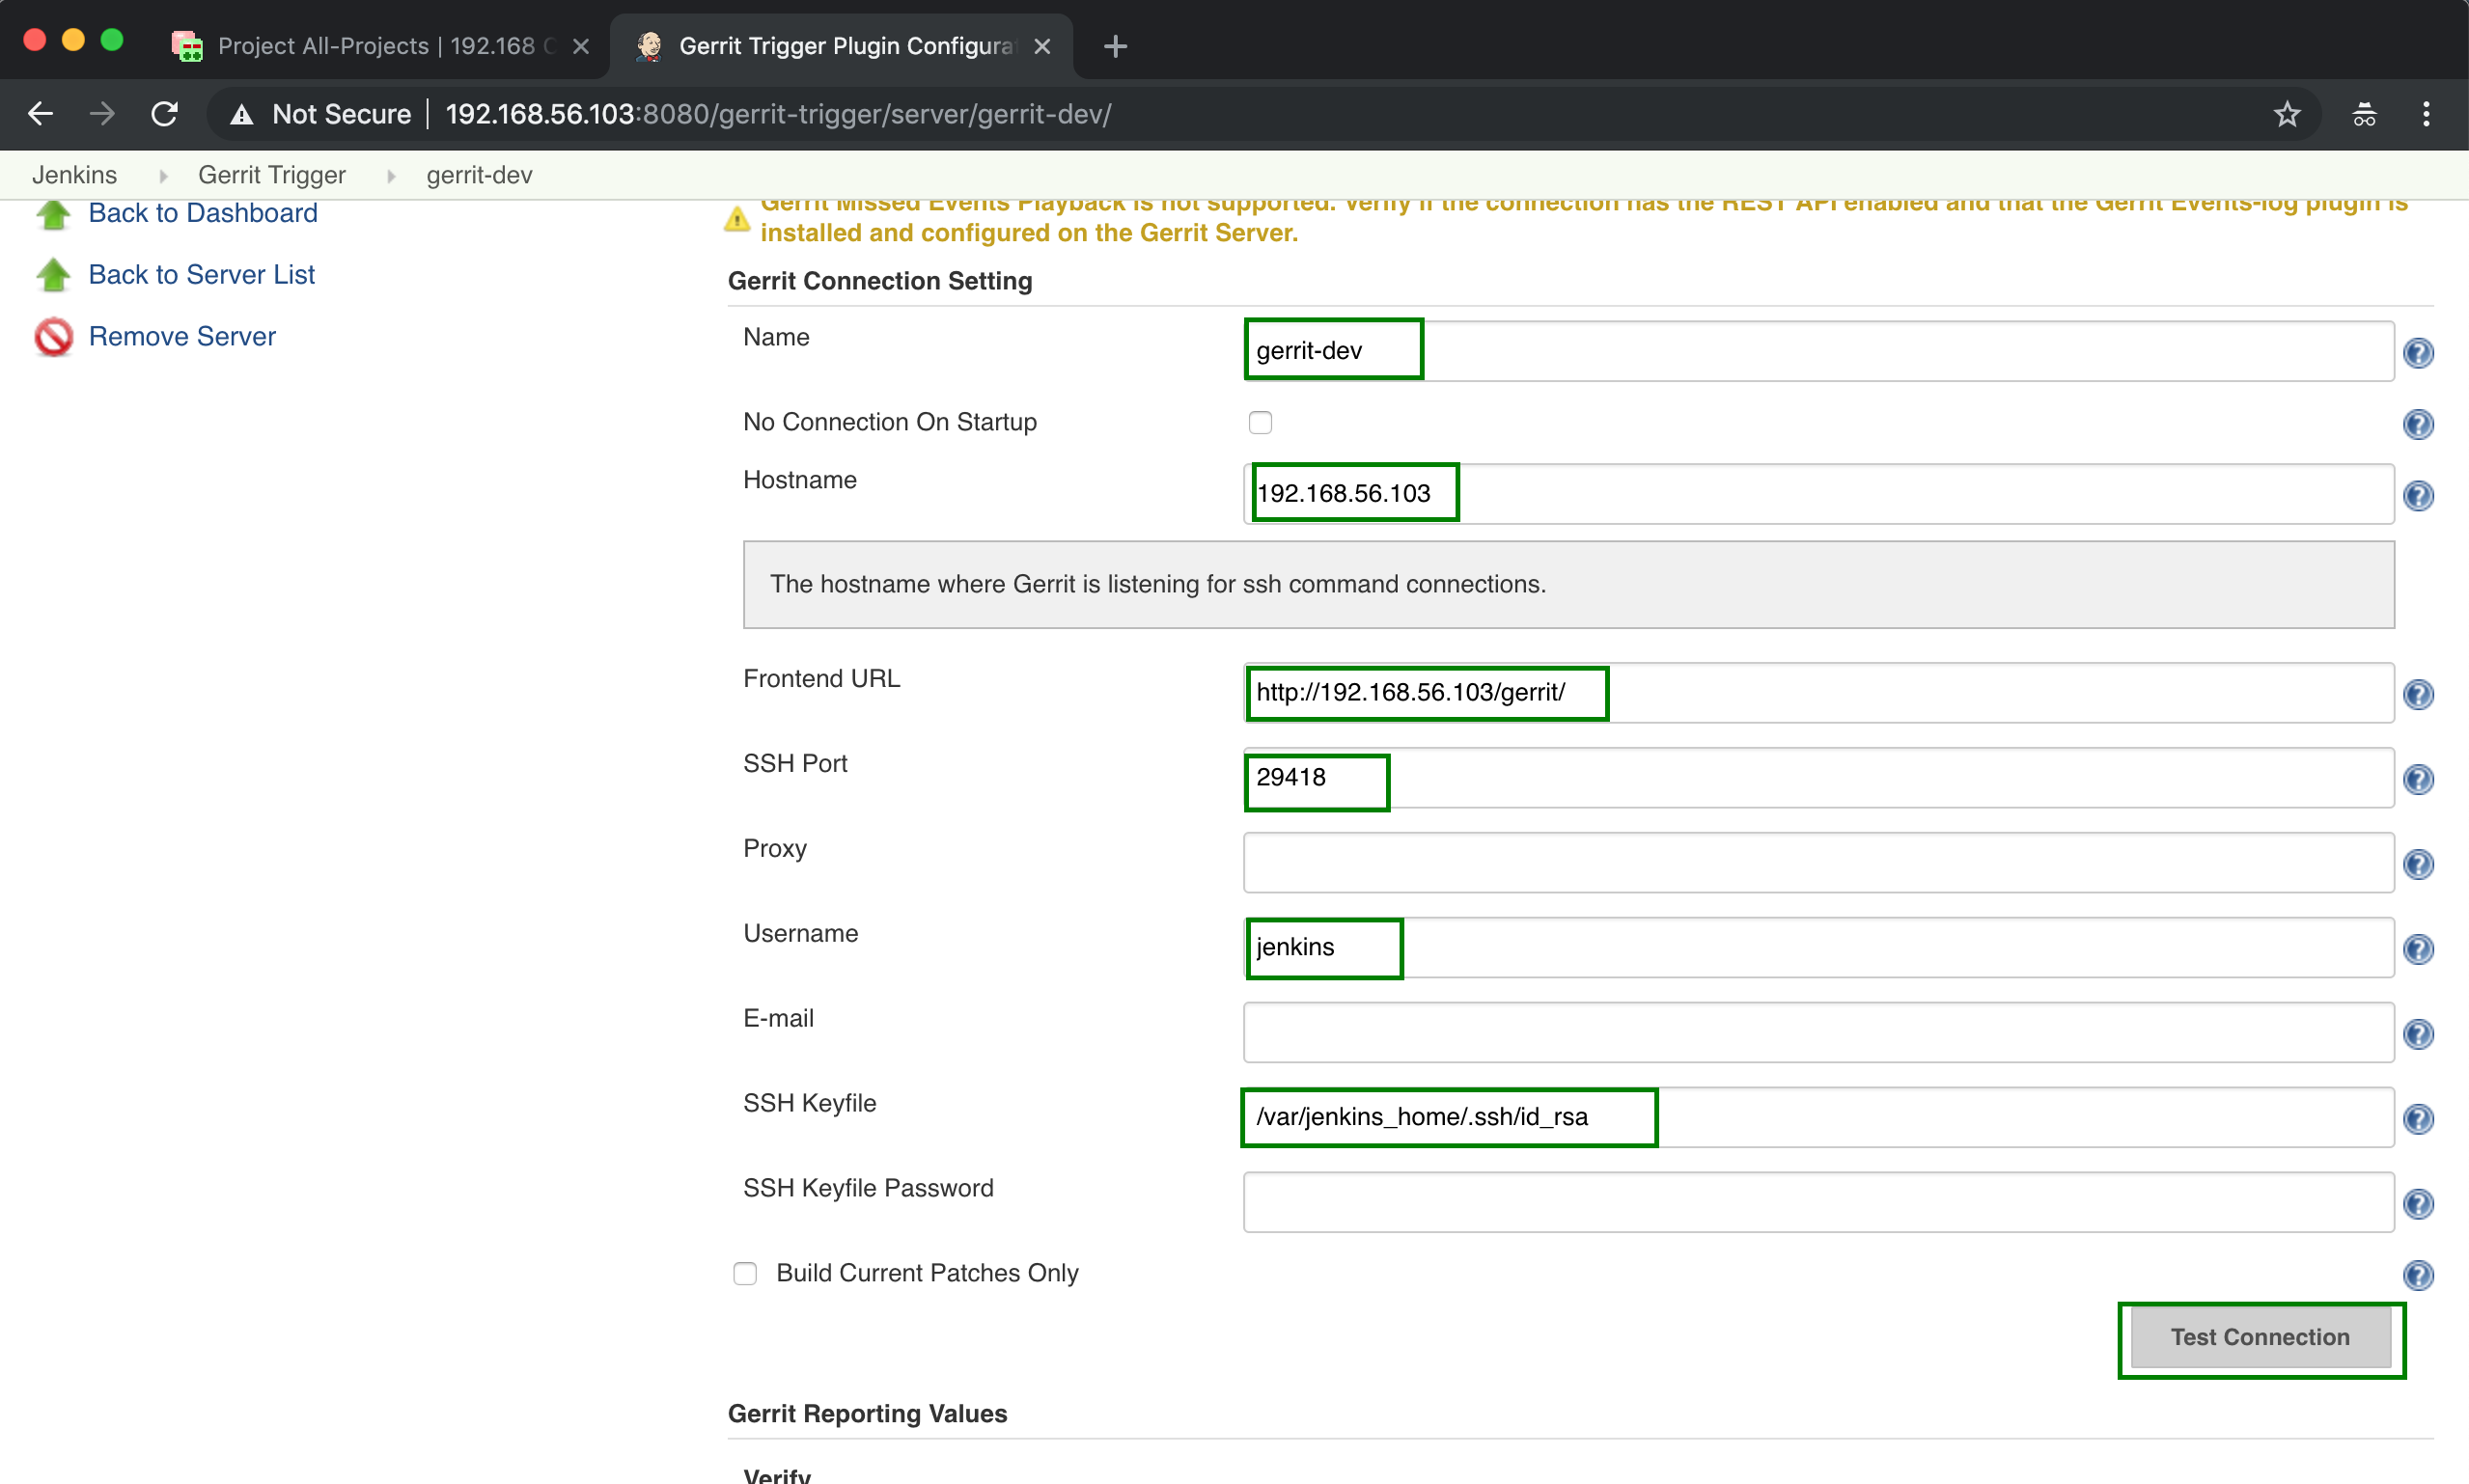 Project All-Projects | 192.168
Gerrit Trigger Plugin Configura
Not Secure | 192.168.56.103:8080/gerrit-trigger/server/gerrit-dev/
Jenkins Gerrit Trigger gerrit-dev
Back to Dashboard
Back to Server List
Remove Server
Gerrit Missed Events Playback is not supported. Verify if the connection has the REST API enabled and that the Gerrit Events-log plugin is
installed and configured on the Gerrit Server.
Gerrit Connection Setting
Name gerrit-dev
No Connection On Startup
Hostname 192.168.56.103
The hostname where Gerrit is listening for ssh command connections.
Frontend URL http://192.168.56.103/gerrit/
SSH Port 29418
Proxy
Username jenkins
E-mail
SSH Keyfile /var/jenkins_home/.ssh/id_rsa
SSH Keyfile Password
Build Current Patches Only
Test Connection
Gerrit Reporting Values
Verify